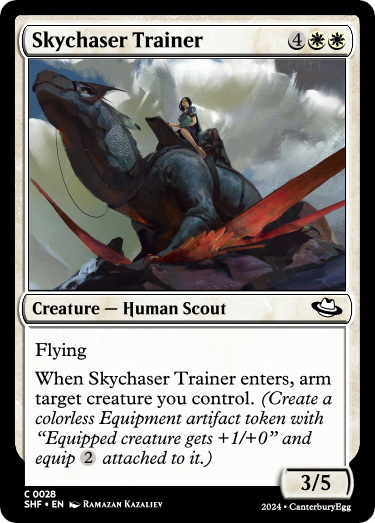 Skychaser Trainer 4
Creature — Human Scout
Flying
When Skychaser Trainer enters, arm
target creature you control. (Create a
colorless Equipment artifact token with
“Equipped creature gets +1/+0” and
equip 2 attached to it.)
3/5
C 0028
SHF • EN Ramazan Kazaliev
2024 • CanterburyEgg